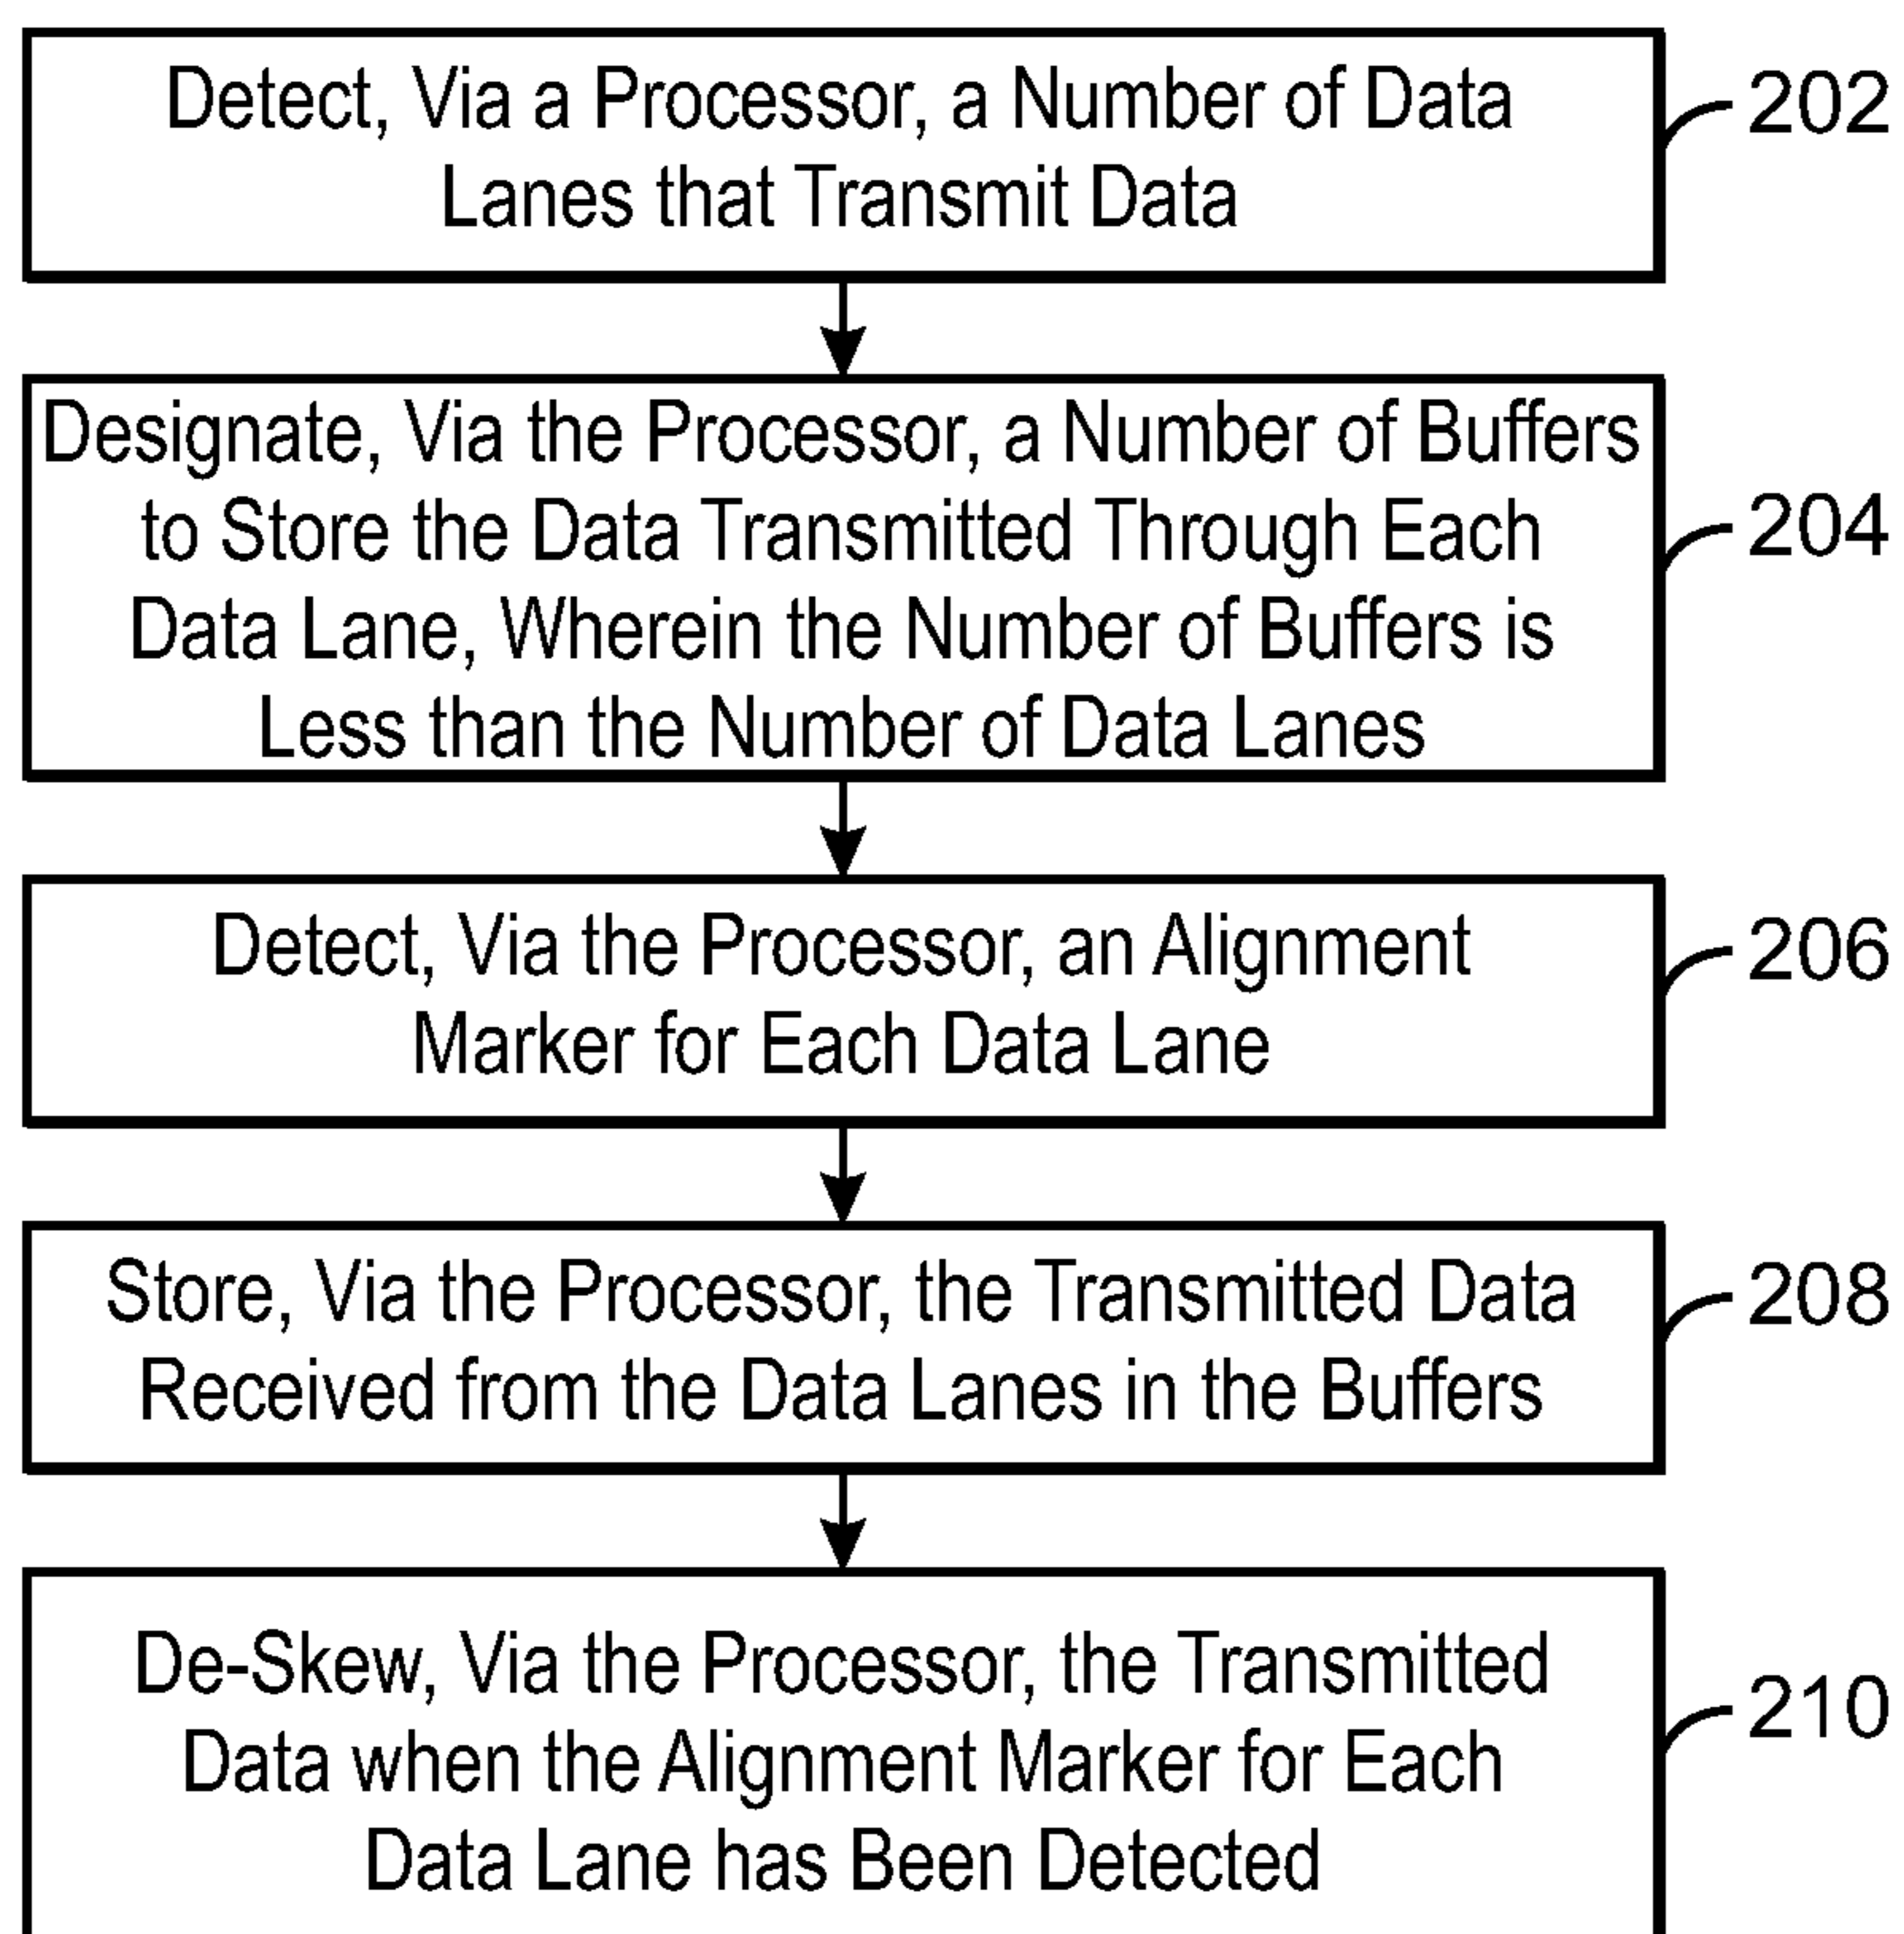 Detect, Via a Processor, a Number of Data
Lanes that Transmit Data
202
Designate, Via the Processor, a Number of Buffers
to Store the Data Transmitted Through Each
Data Lane, Wherein the Number of Buffers is
Less than the Number of Data Lanes
204
Detect, Via the Processor, an Alignment
Marker for Each Data Lane
206
Store, Via the Processor, the Transmitted Data
Received from the Data Lanes in the Buffers
208
De-Skew, Via the Processor, the Transmitted
Data when the Alignment Marker for Each
Data Lane has Been Detected
210